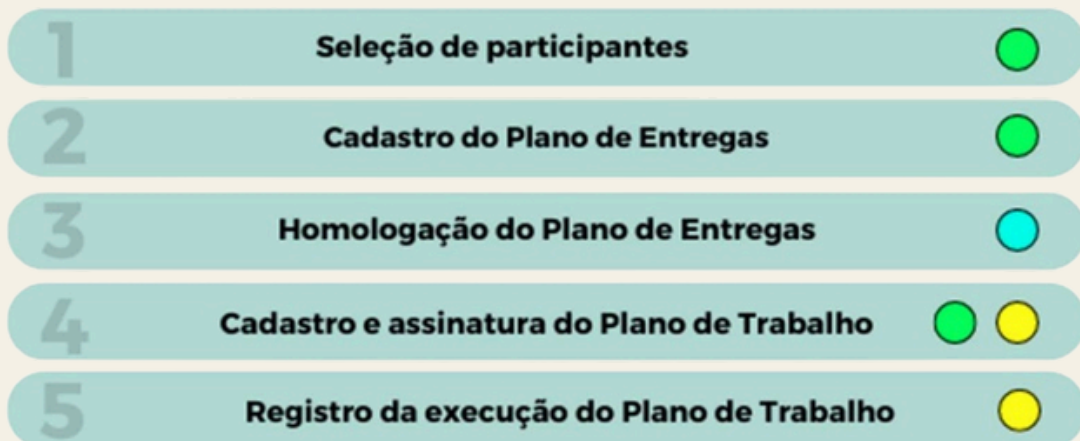 1 Seleção de participantes
2 Cadastro do Plano de Entregas
3 Homologação do Plano de Entregas
4 Cadastro e assinatura do Plano de Trabalho
5 Registro da execução do Plano de Trabalho